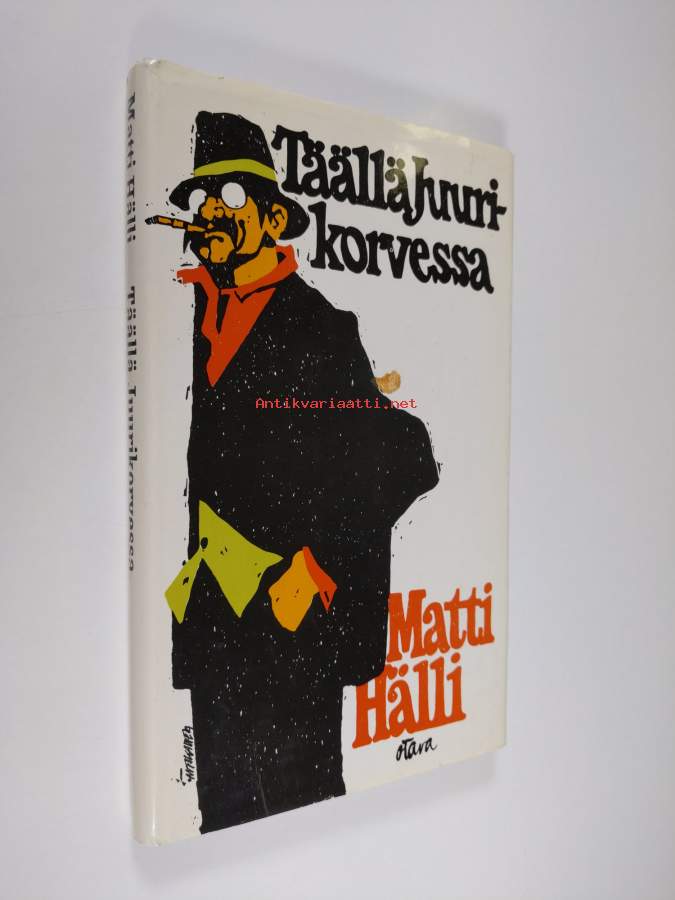 Matti Hälli Täällä Juurikorvessa
Täällä Juuri-
korvessa
Antikvariaatti.net
Matti
Hälli
otava